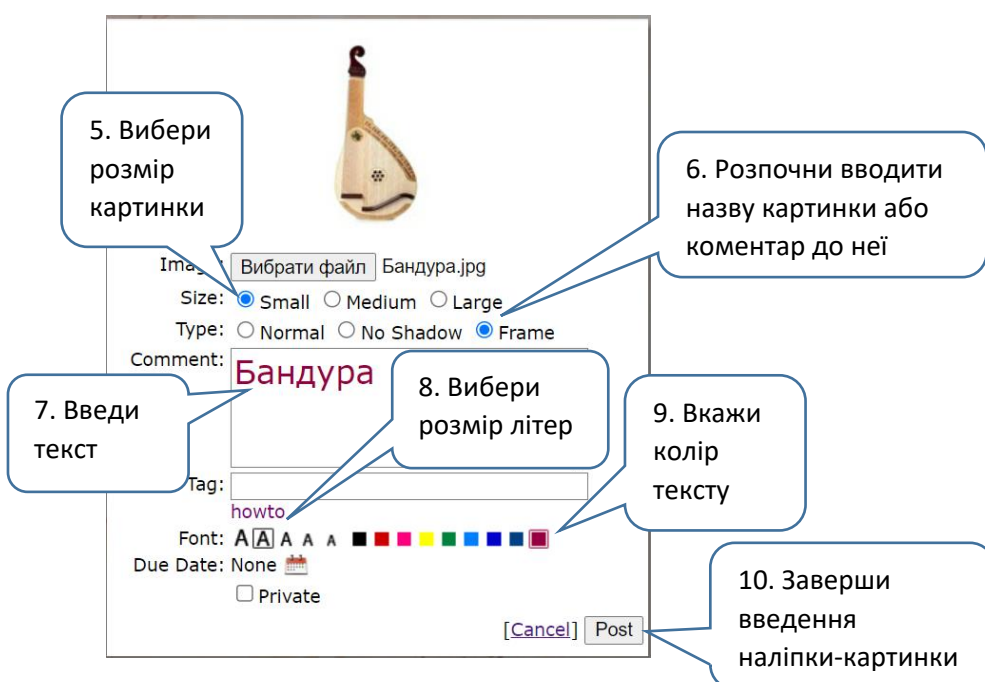 5. Вибери
розмір
картинки
6. Розпочни вводити
назву картинки або
коментар до неї
Вибрати файл Бандура.jpg
Size: Small Medium Large
Type: Normal No Shadow Frame
Comment:
Бандура
7. Введи
текст
8. Вибери
розмір літер
9. Вкажи
колір
тексту
Tag:
howto
Font: A A A A A
Due Date: None
Private
[Cancel] Post
10. Заверши
введення
наліпки-картинки